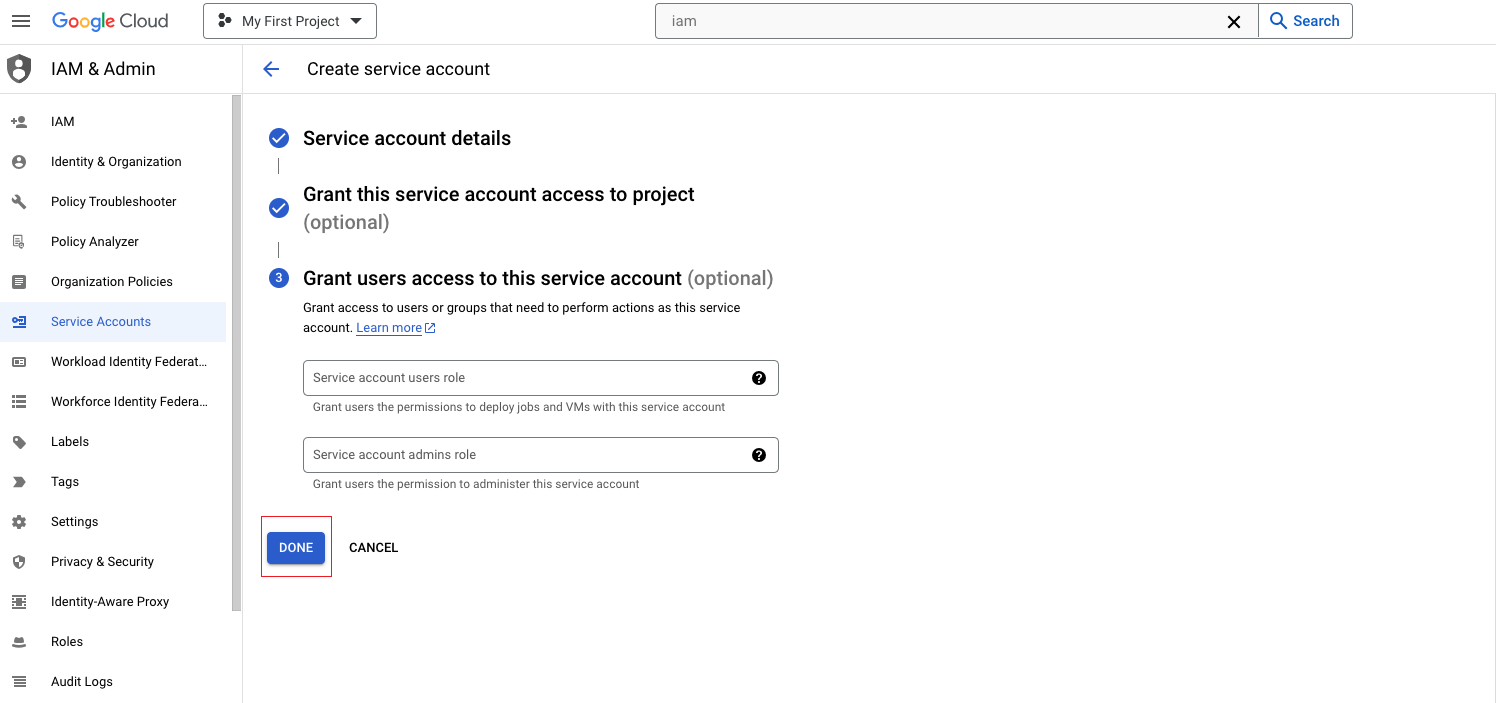 Google Cloud
My First Project
iam
Search
IAM & Admin
Create service account
IAM
Identity & Organization
Policy Troubleshooter
Policy Analyzer
Organization Policies
Service Accounts
Workload Identity Federat...
Workforce Identity Federa...
Labels
Tags
Settings
Privacy & Security
Identity-Aware Proxy
Roles
Audit Logs
Service account details
Grant this service account access to project
(optional)
3 Grant users access to this service account (optional)
Grant access to users or groups that need to perform actions as this service
account. Learn more
Service account users role
?
Grant users the permissions to deploy jobs and VMs with this service account
Service account admins role
?
Grant users the permission to administer this service account
DONE
CANCEL